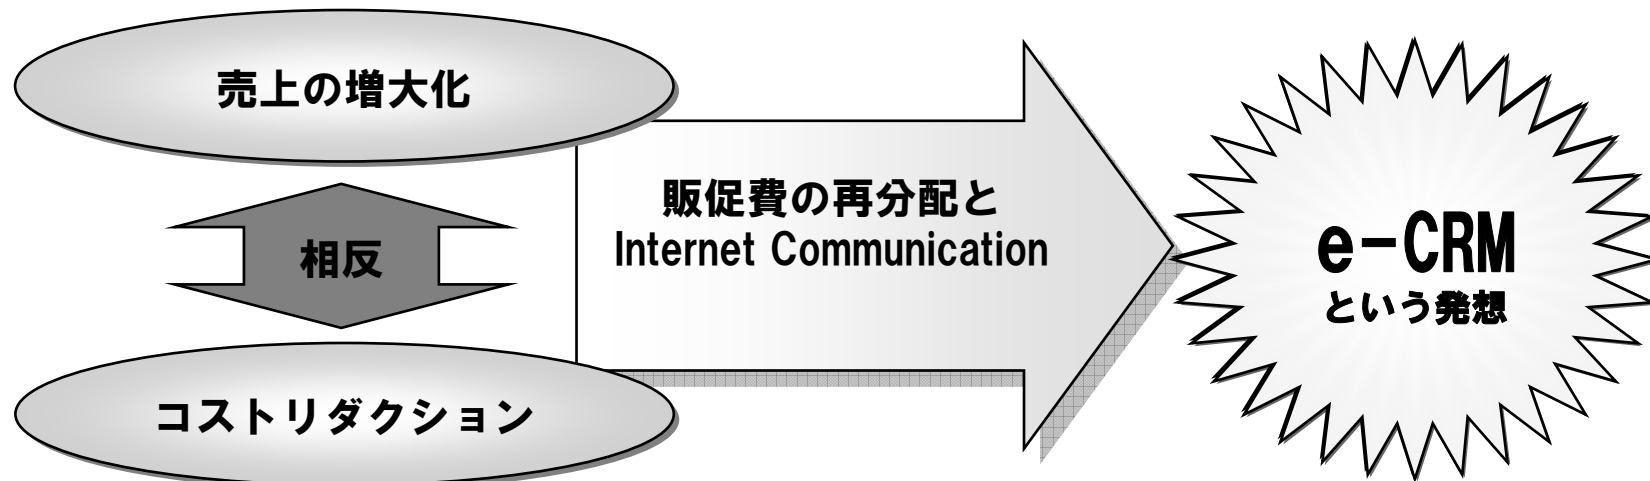 売上の増大化
相反
コストリダクション
販促費の再分配と
Internet Communication
e-CRM
という発想